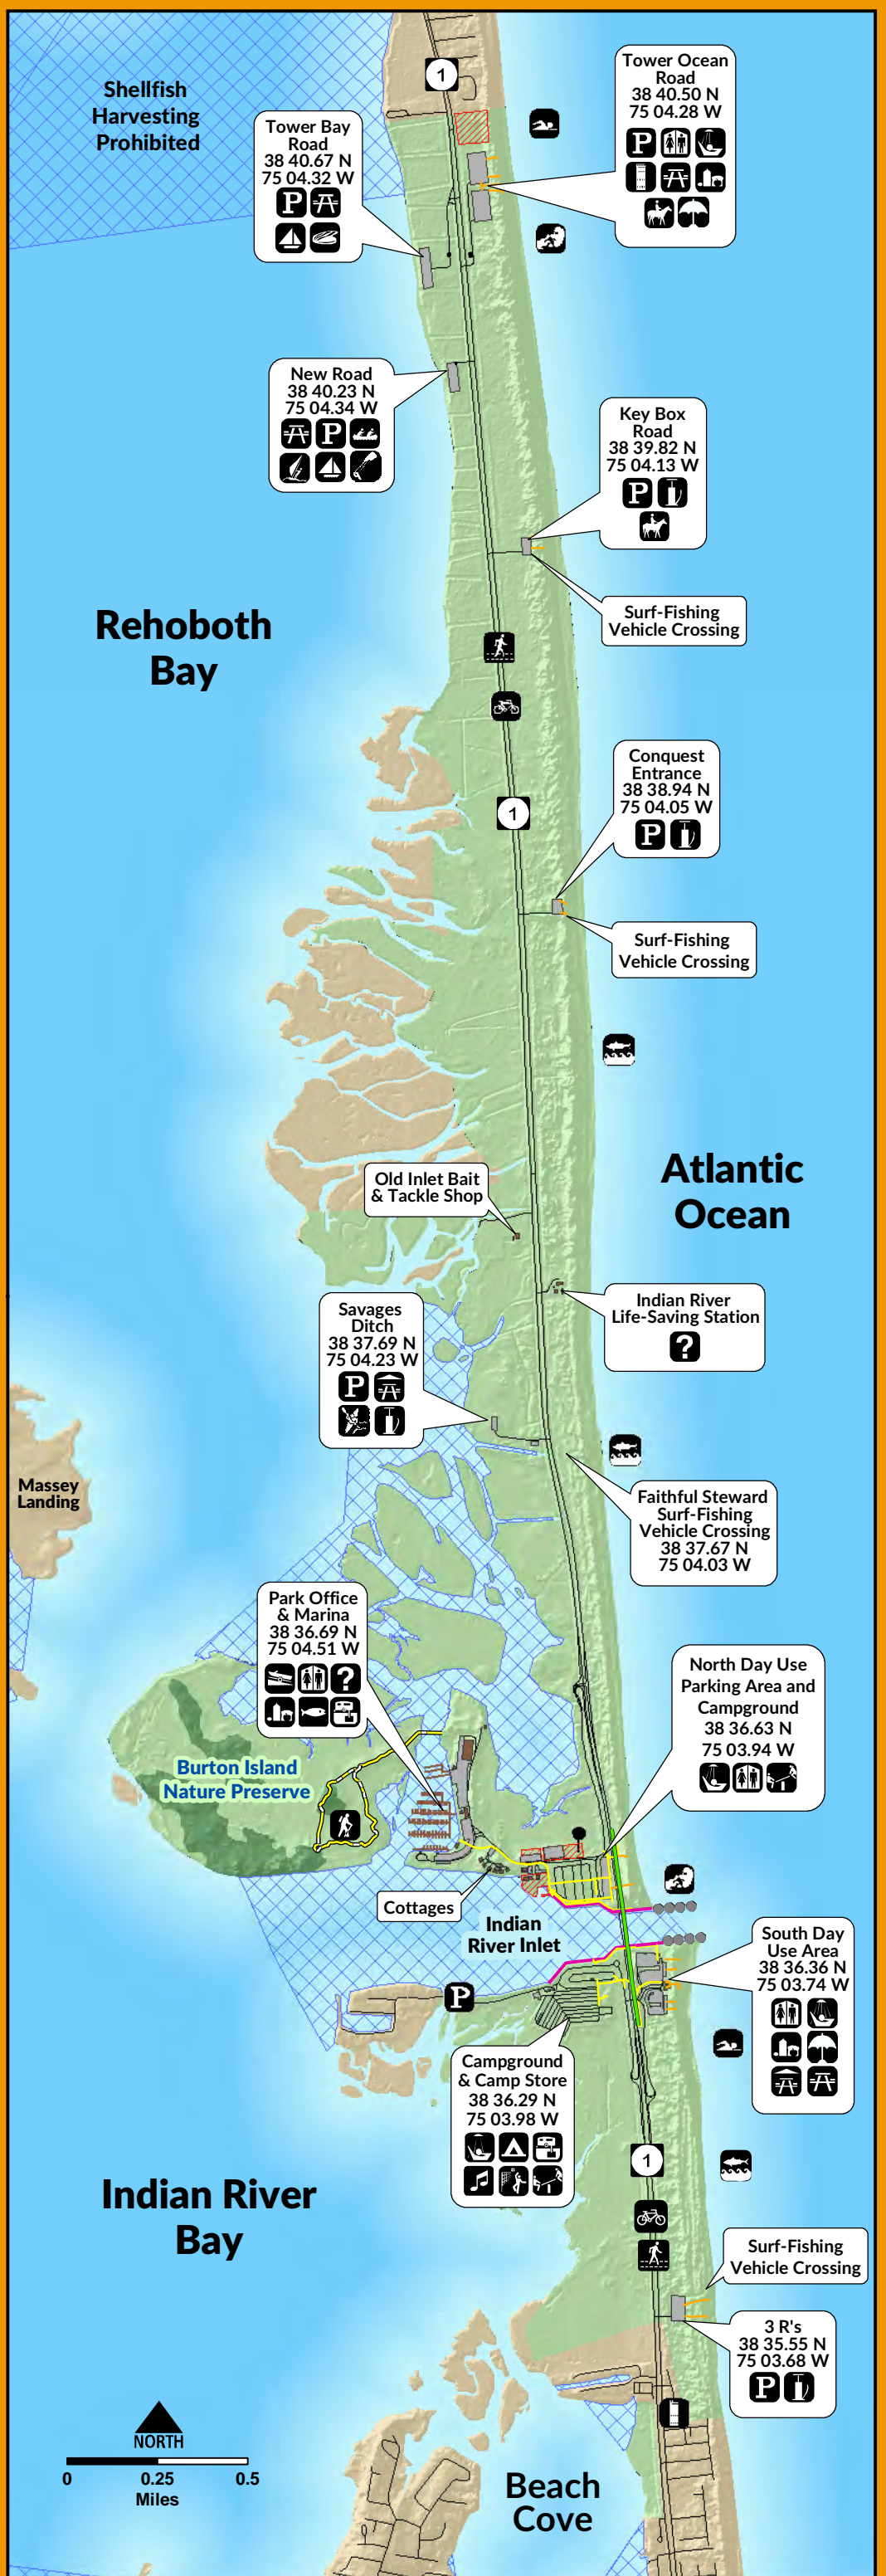 1
Shellfish
Harvesting
Prohibited
Tower Ocean
Road
38 40.50 N
75 04.28 W
P
Tower Bay
Road
38 40.67 N
75 04.32 W
P
New Road
38 40.23 N
75 04.34 W
P
Key Box
Road
38 39.82 N
75 04.13 W
P
Surf-Fishing
Vehicle Crossing
Rehoboth
Bay
Conquest
Entrance
38 38.94 N
75 04.05 W
P
1
Surf-Fishing
Vehicle Crossing
Atlantic
Ocean
Old Inlet Bait
& Tackle Shop
Indian River
Life-Saving Station
?
Savages
Ditch
38 37.69 N
75 04.23 W
P
Massey
Landing
Faithful Steward
Surf-Fishing
Vehicle Crossing
38 37.67 N
75 04.03 W
Park Office
& Marina
38 36.69 N
75 04.51 W
?
North Day Use
Parking Area and
Campground
38 36.63 N
75 03.94 W
Burton Island
Nature Preserve
Cottages
Indian
River Inlet
South Day
Use Area
38 36.36 N
75 03.74 W
P
Campground
& Camp Store
38 36.29 N
75 03.98 W
1
Indian River
Bay
Surf-Fishing
Vehicle Crossing
3 R's
38 35.55 N
75 03.68 W
P
NORTH
0 0.25 0.5
Miles
Beach
Cove